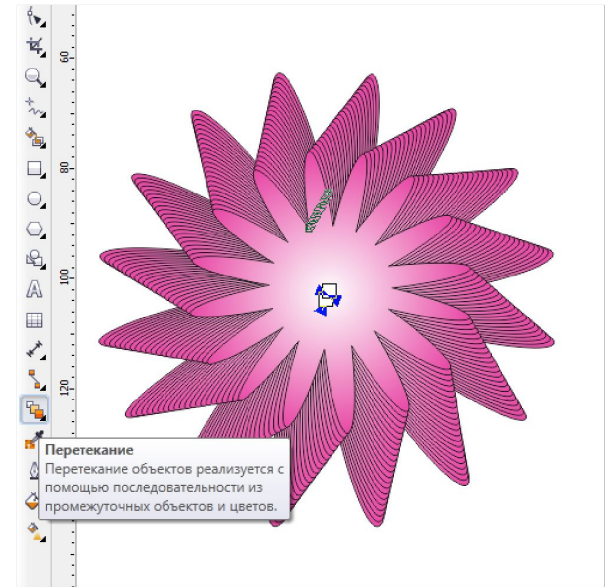 60
80
100
120
Перетекание
Перетекание объектов реализуется с
помощью последовательности из
промежуточных объектов и цветов.